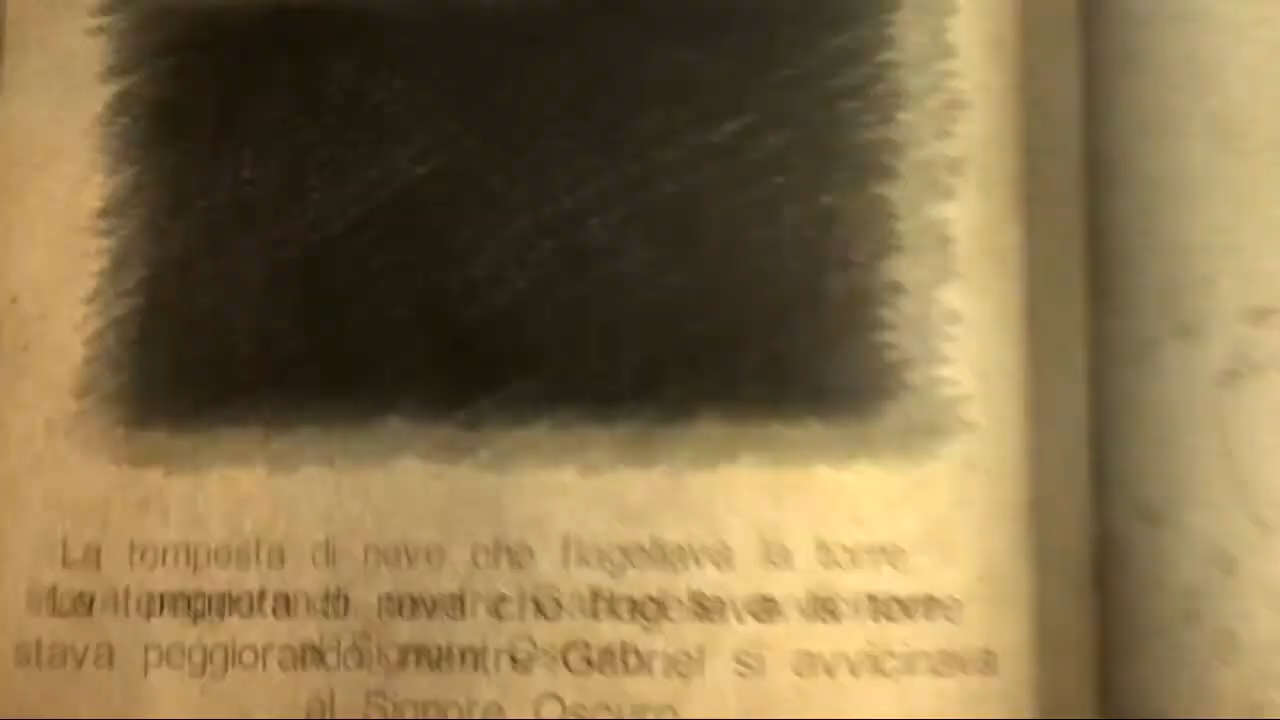 La tempesta di neve che flagellava la torre
stava peggiorando mentre Gabriel si avvicinava
al Signore Oscuro